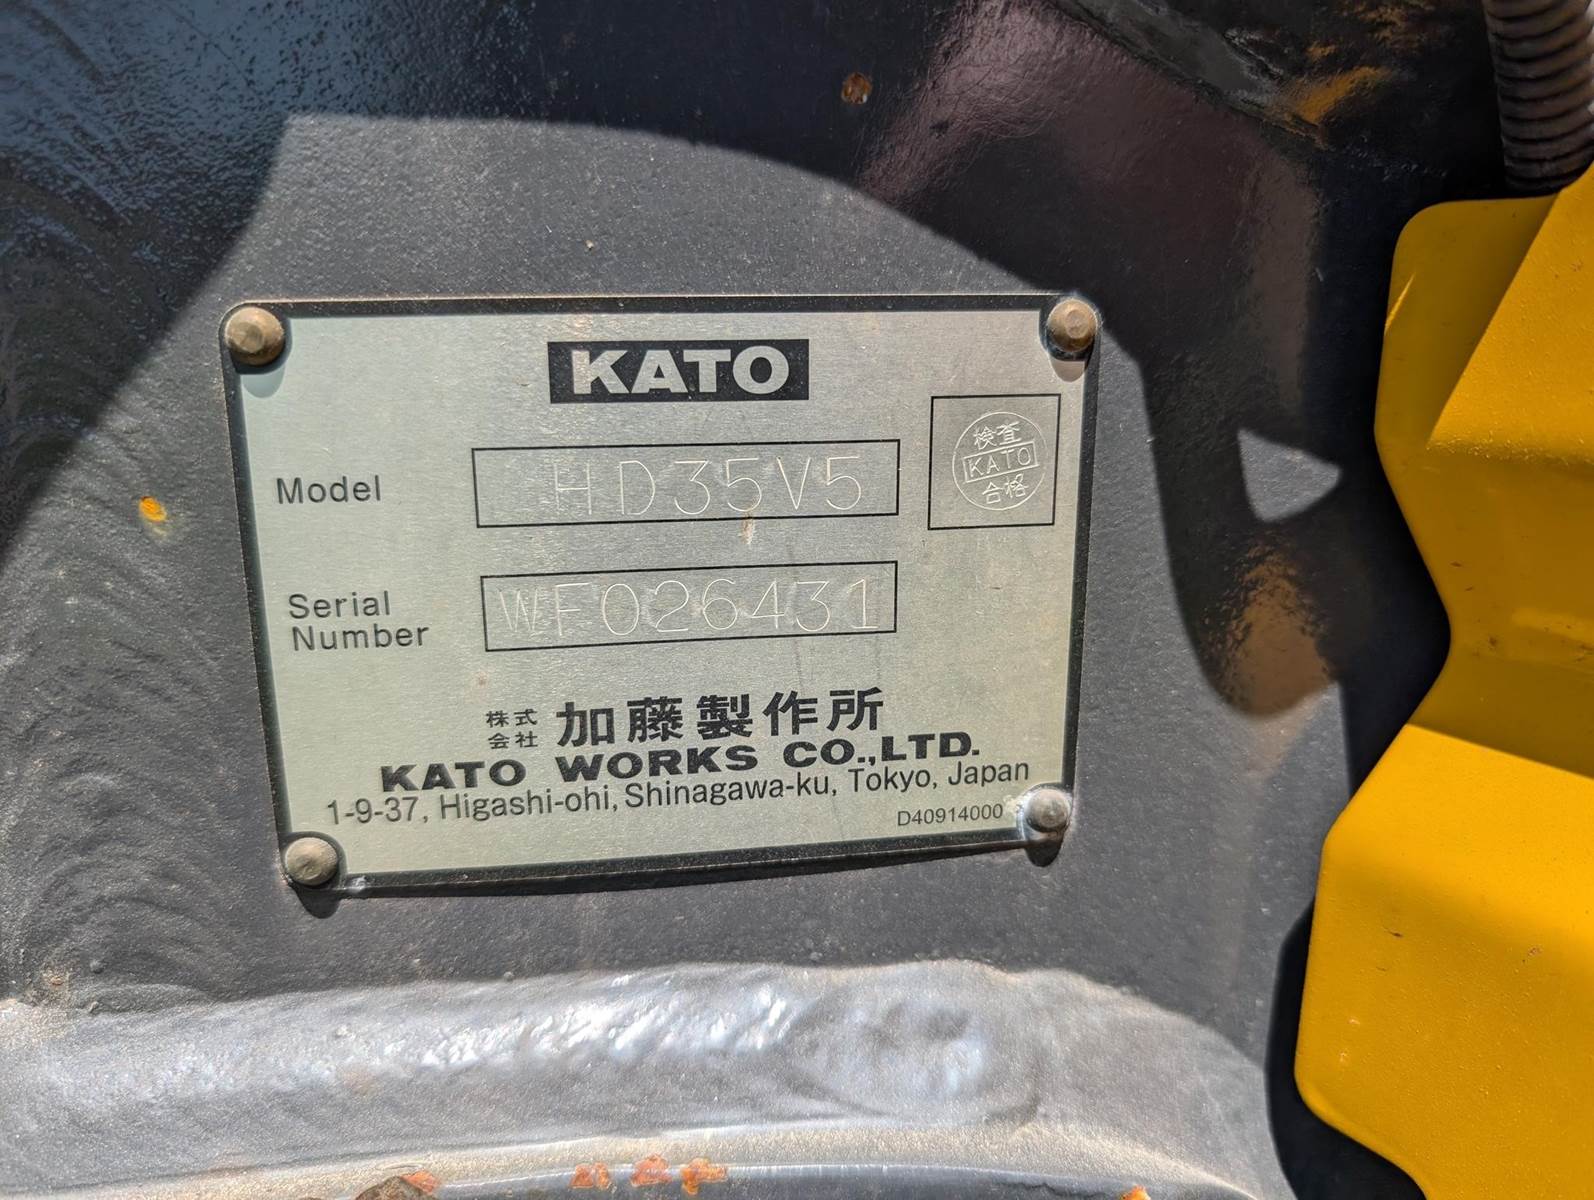 KATO
Model HD35V5
検査
KATO
合格
Serial
Number WF026431
株式
会社 加藤製作所
KATO WORKS CO.,LTD.
1-9-37, Higashi-ohi, Shinagawa-ku, Tokyo, Japan
D40914000